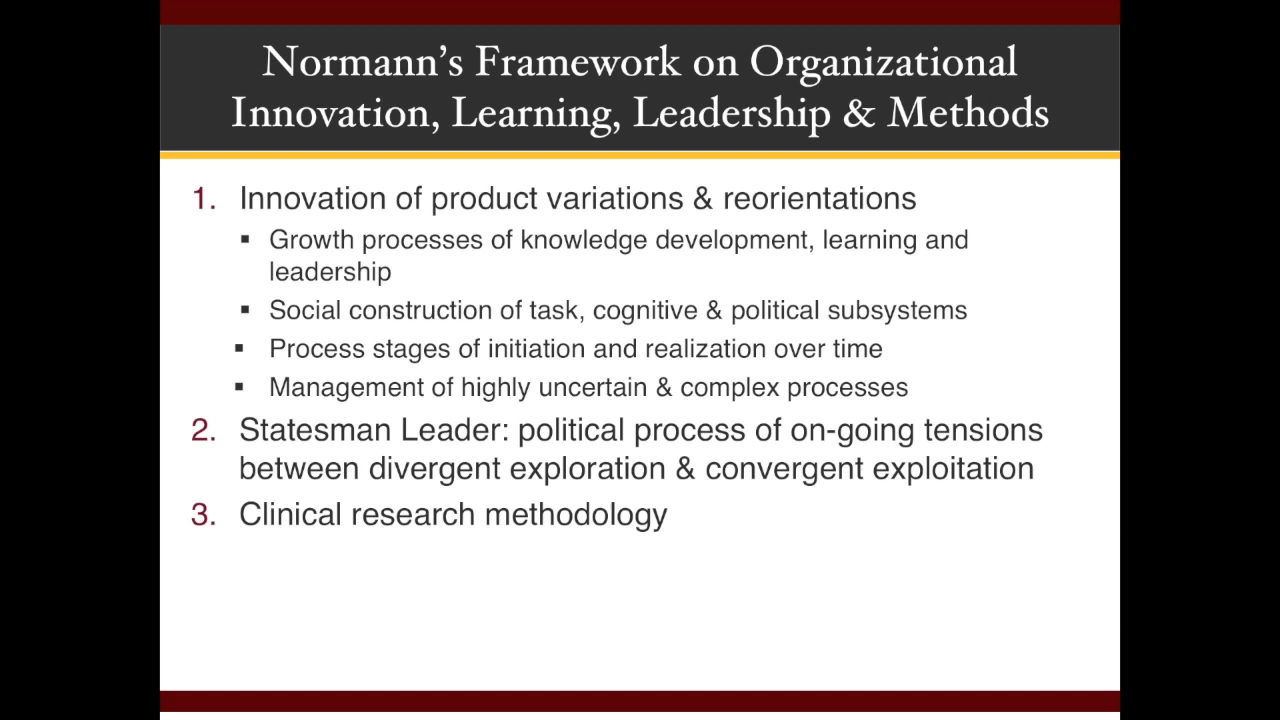 Normann’s Framework on Organizational
Innovation, Learning, Leadership & Methods
1. Innovation of product variations & reorientations
▪ Growth processes of knowledge development, learning and
leadership
▪ Social construction of task, cognitive & political subsystems
▪ Process stages of initiation and realization over time
▪ Management of highly uncertain & complex processes
2. Statesman Leader: political process of on-going tensions
between divergent exploration & convergent exploitation
3. Clinical research methodology